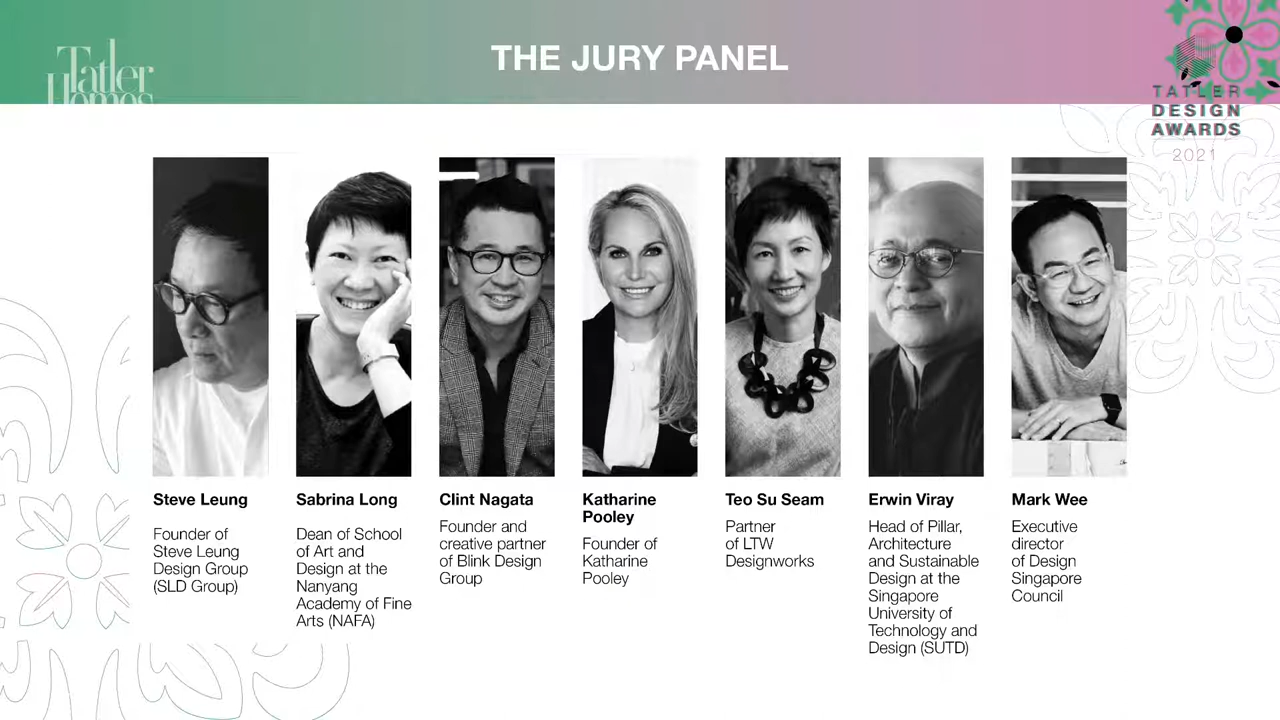 Tatler
Homes
THE JURY PANEL
TATLER
DESIGN
AWARDS
2021
Steve Leung
Founder of
Steve Leung
Design Group
(SLD Group)
Sabrina Long
Dean of School
of Art and
Design at the
Nanyang
Academy of Fine
Arts (NAFA)
Clint Nagata
Founder and
creative partner
of Blink Design
Group
Katharine
Pooley
Founder of
Katharine
Pooley
Teo Su Seam
Partner
of LTW
Designworks
Erwin Viray
Head of Pillar,
Architecture
and Sustainable
Design at the
Singapore
University of
Technology and
Design (SUTD)
Mark Wee
Executive
director
of Design
Singapore
Council